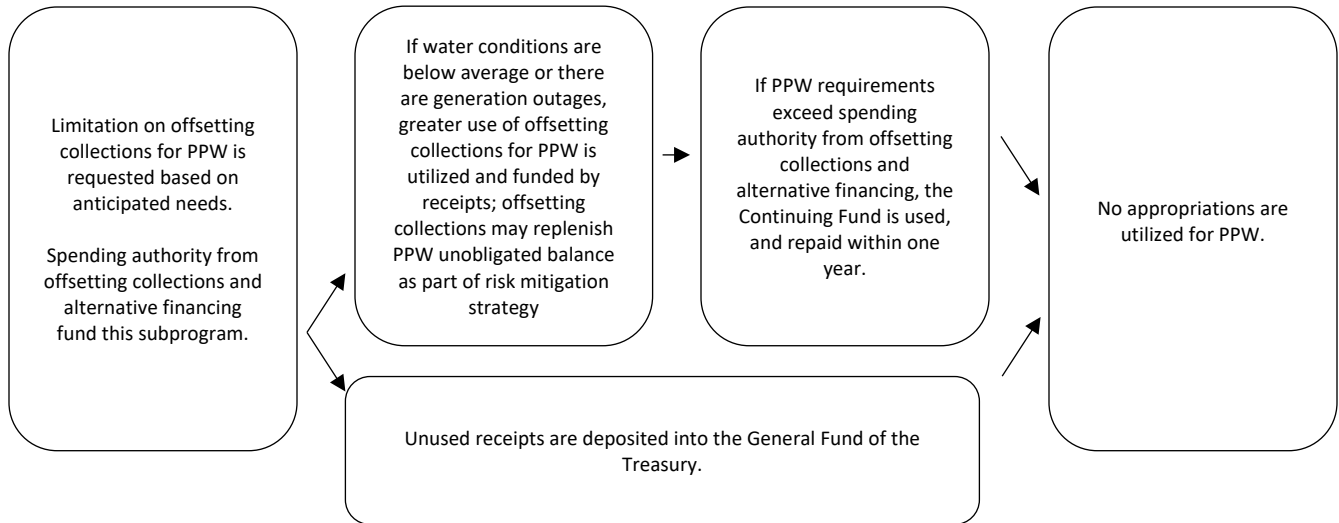 Limitation on offsetting
collections for PPW is
requested based on
anticipated needs.
Spending authority from
offsetting collections and
alternative financing
fund this subprogram.
If water conditions are
below average or there
are generation outages,
greater use of offsetting
collections for PPW is
utilized and funded by
receipts; offsetting
collections may replenish
PPW unobligated balance
as part of risk mitigation
strategy
If PPW requirements
exceed spending
authority from offsetting
collections and
alternative financing, the
Continuing Fund is used,
and repaid within one
year.
No appropriations are
utilized for PPW.
Unused receipts are deposited into the General Fund of the
Treasury.